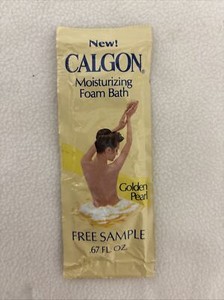 New!
CALGON®
Moisturizing
Foam Bath
Golden
Pearl
FREE SAMPLE
.67 FL. OZ.